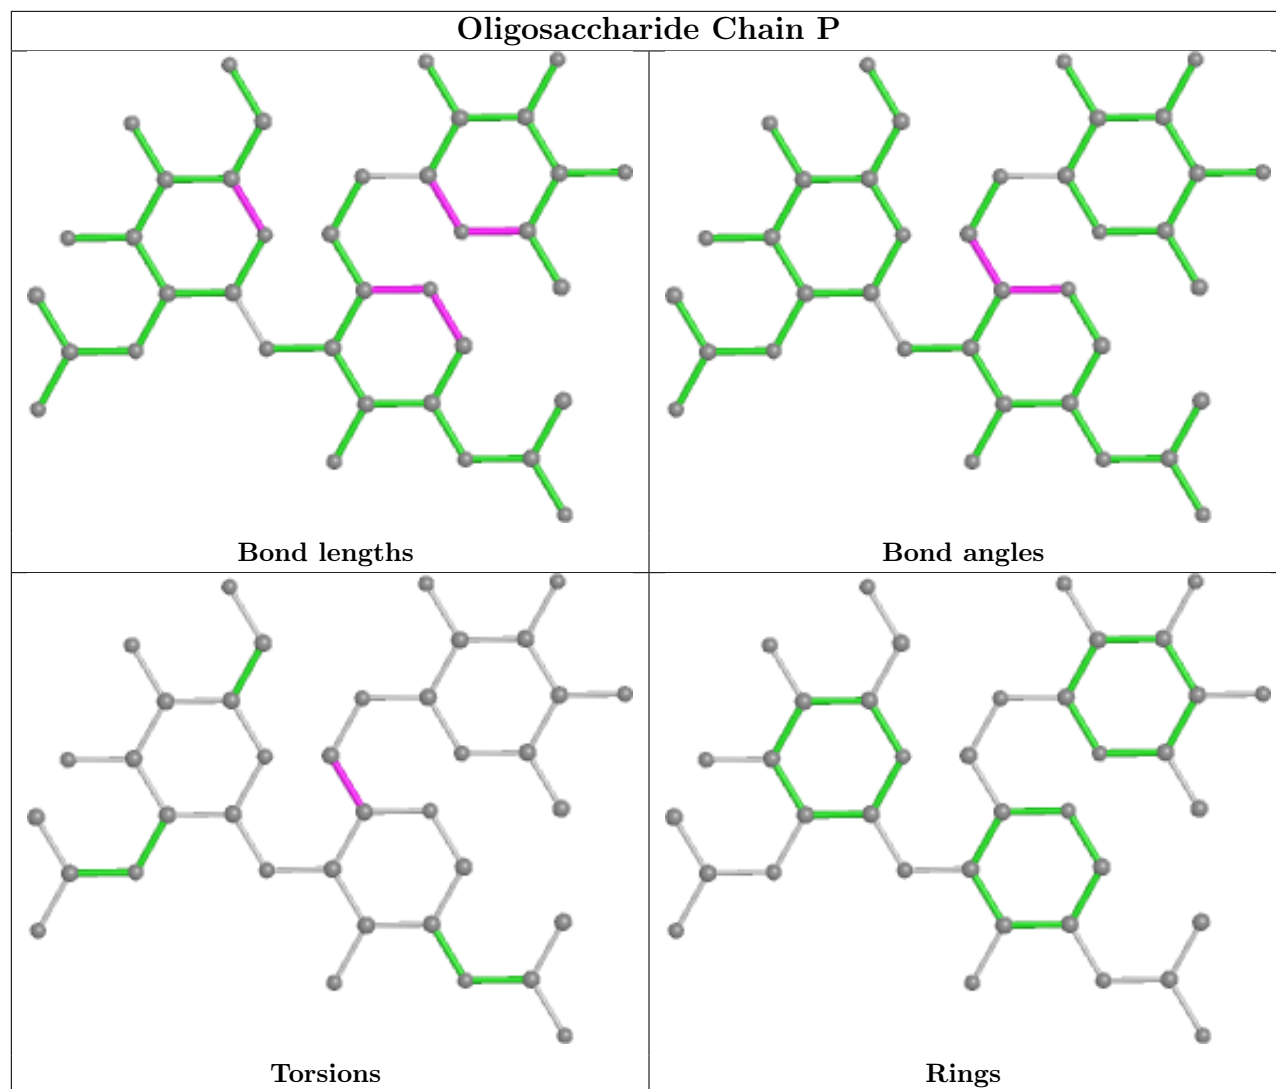 Oligosaccharide Chain P
Bond lengths
Bond angles
Torsions
Rings